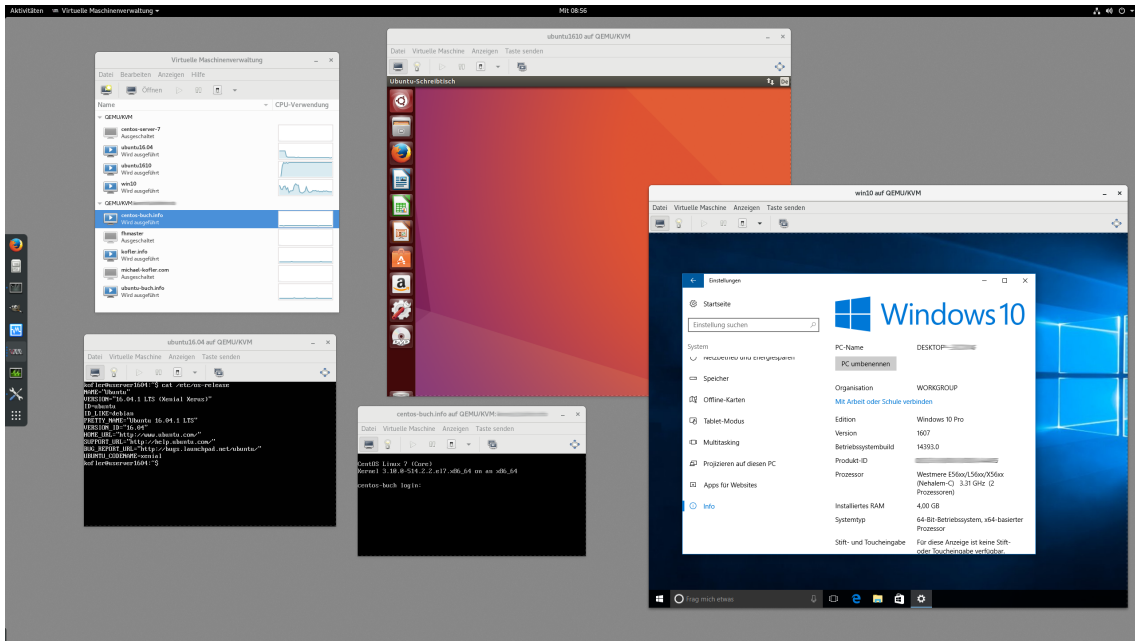 Aktivitäten Virtuelle Maschinenverwaltung
Mit 08:56
Virtuelle Maschinenverwaltung
Datei Bearbeiten Anzeigen Hilfe
Öffnen
Name CPU-Verwendung
QEMU/KVM
centos-server-7
Ausgeschaltet
ubuntu16.04
Wird ausgeführt
ubuntu1610
Wird ausgeführt
win10
Wird ausgeführt
QEMU/KVM
centos-buch.info
Wird ausgeführt
fhmaster
Ausgeschaltet
kofler.info
Wird ausgeführt
michael-kofler.com
Ausgeschaltet
ubuntu-buch.info
Wird ausgeführt
ubuntu1610 auf QEMU/KVM
Datei Virtuelle Maschine Anzeigen Taste senden
Ubuntu-Schreibtisch De
a
DVD
ubuntu16.04 auf QEMU/KVM
Datei Virtuelle Maschine Anzeigen Taste senden
kofler@userver1604:~$ cat /etc/os-release
NAME="Ubuntu"
VERSION="16.04.1 LTS (Xenial Xerus)"
ID=ubuntu
ID_LIKE=debian
PRETTY_NAME="Ubuntu 16.04.1 LTS"
VERSION_ID="16.04"
HOME_URL="http://www.ubuntu.com/"
SUPPORT_URL="http://help.ubuntu.com/"
BUG_REPORT_URL="http://bugs.launchpad.net/ubuntu/"
UBUNTU_CODENAME=xenial
kofler@userver1604:~$
centos-buch.info auf QEMU/KVM:
Datei Virtuelle Maschine Anzeigen Taste senden
CentOS Linux 7 (Core)
Kernel 3.10.0-514.2.2.el7.x86_64 on an x86_64
centos-buch login:
win10 auf QEMU/KVM
Datei Virtuelle Maschine Anzeigen Taste senden
Einstellungen
Startseite
Einstellung suchen
System
Netzbetrieb und Energiesparen
Speicher
Offline-Karten
Tablet-Modus
Multitasking
Projizieren auf diesen PC
Apps für Websites
Info
Windows 10
PC-Name DESKTOP-
PC umbenennen
Organisation WORKGROUP
Mit Arbeit oder Schule verbinden
Edition Windows 10 Pro
Version 1607
Betriebssystembuild 14393.0
Produkt-ID
Prozessor Westmere E56xx/L56xx/X56xx
(Nehalem-C) 3.31 GHz (2
Prozessoren)
Installiertes RAM 4,00 GB
Systemtyp 64-Bit-Betriebssystem, x64-basierter
Prozessor
Stift- und Toucheingabe Für diese Anzeige ist keine Stift-
oder Toucheingabe verfügbar.
Frag mich etwas